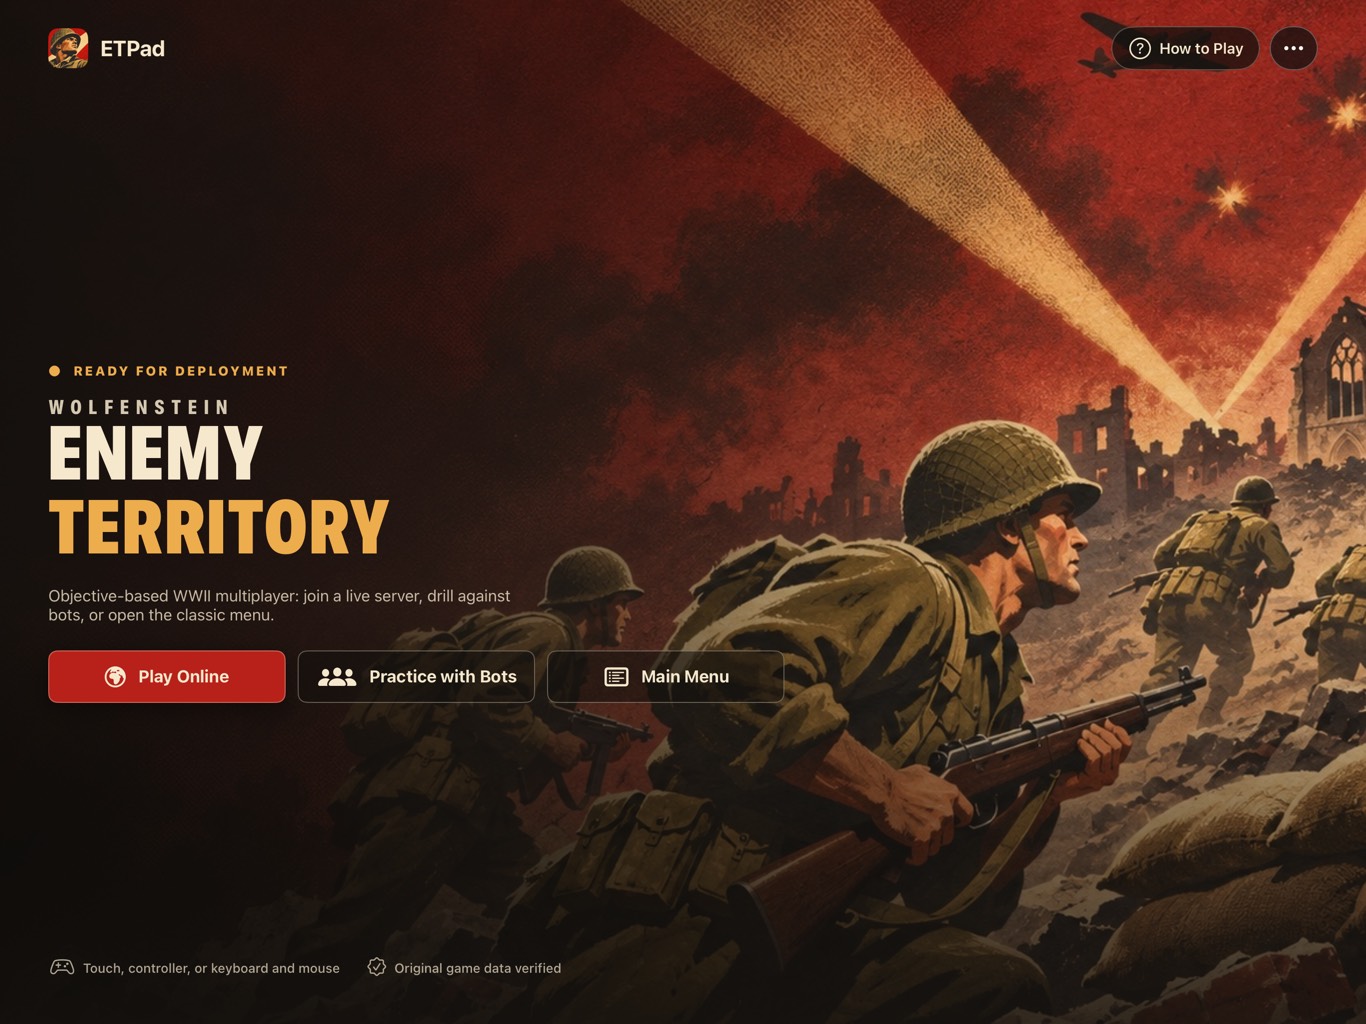 ETPad
How to Play
READY FOR DEPLOYMENT
WOLFENSTEIN
ENEMY
TERRITORY
Objective-based WWII multiplayer: join a live server, drill against
bots, or open the classic menu.
Play Online
Practice with Bots
Main Menu
Touch, controller, or keyboard and mouse
Original game data verified